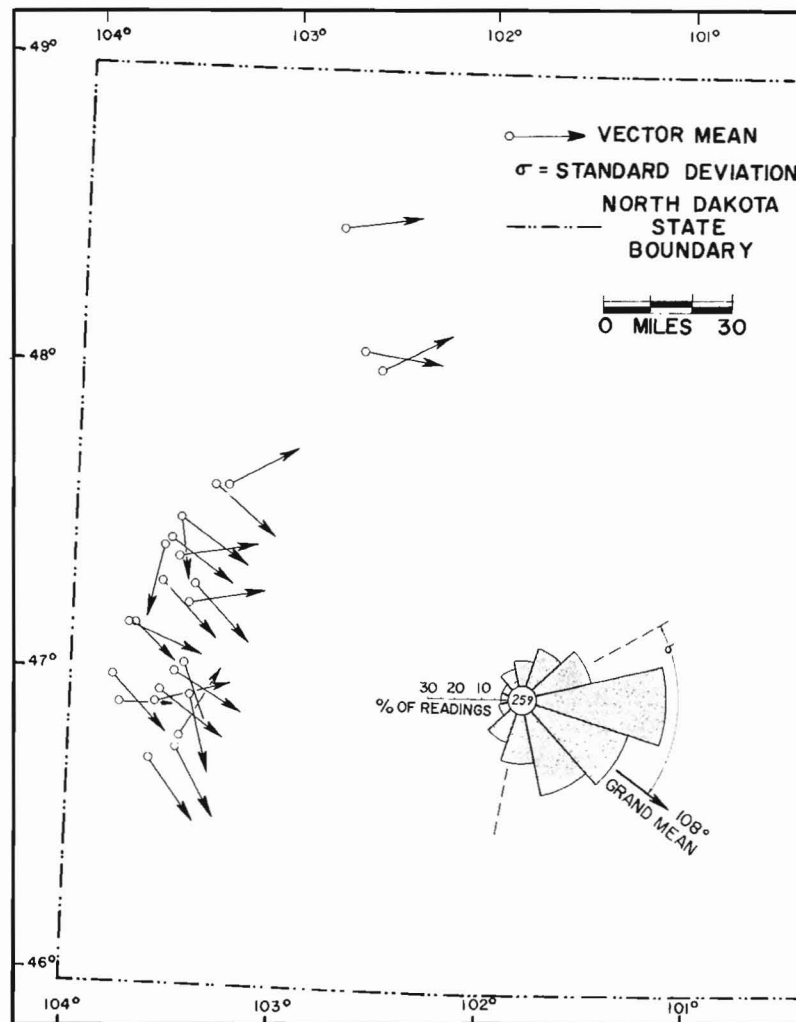 104° 103° 102° 101°
49°
VECTOR MEAN
σ = STANDARD DEVIATION
NORTH DAKOTA
STATE
BOUNDARY
0 MILES 30
48°
47°
σ
30 20 10
259
% OF READINGS
108°
GRAND MEAN
46°
104° 103° 102° 101°